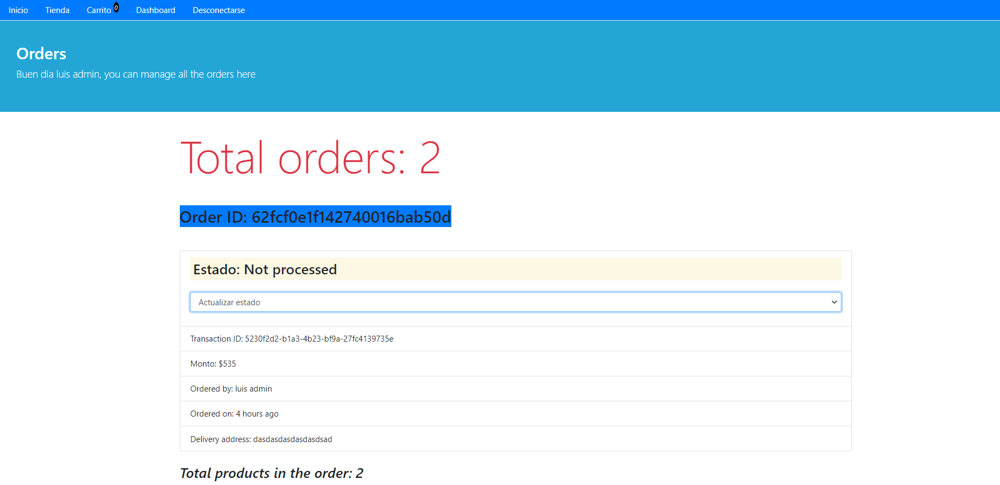 Inicio Tienda Carrito 0 Dashboard Desconectarse
Orders
Buen dia luis admin, you can manage all the orders here
Total orders: 2
Order ID: 62fcf0e1f142740016bab50d
Estado: Not processed
Actualizar estado
Transaction ID: 5230f2d2-b1a3-4b23-bf9a-27fc4139735e
Monto: $535
Ordered by: luis admin
Ordered on: 4 hours ago
Delivery address: dasdasdasdasdasdsad
Total products in the order: 2